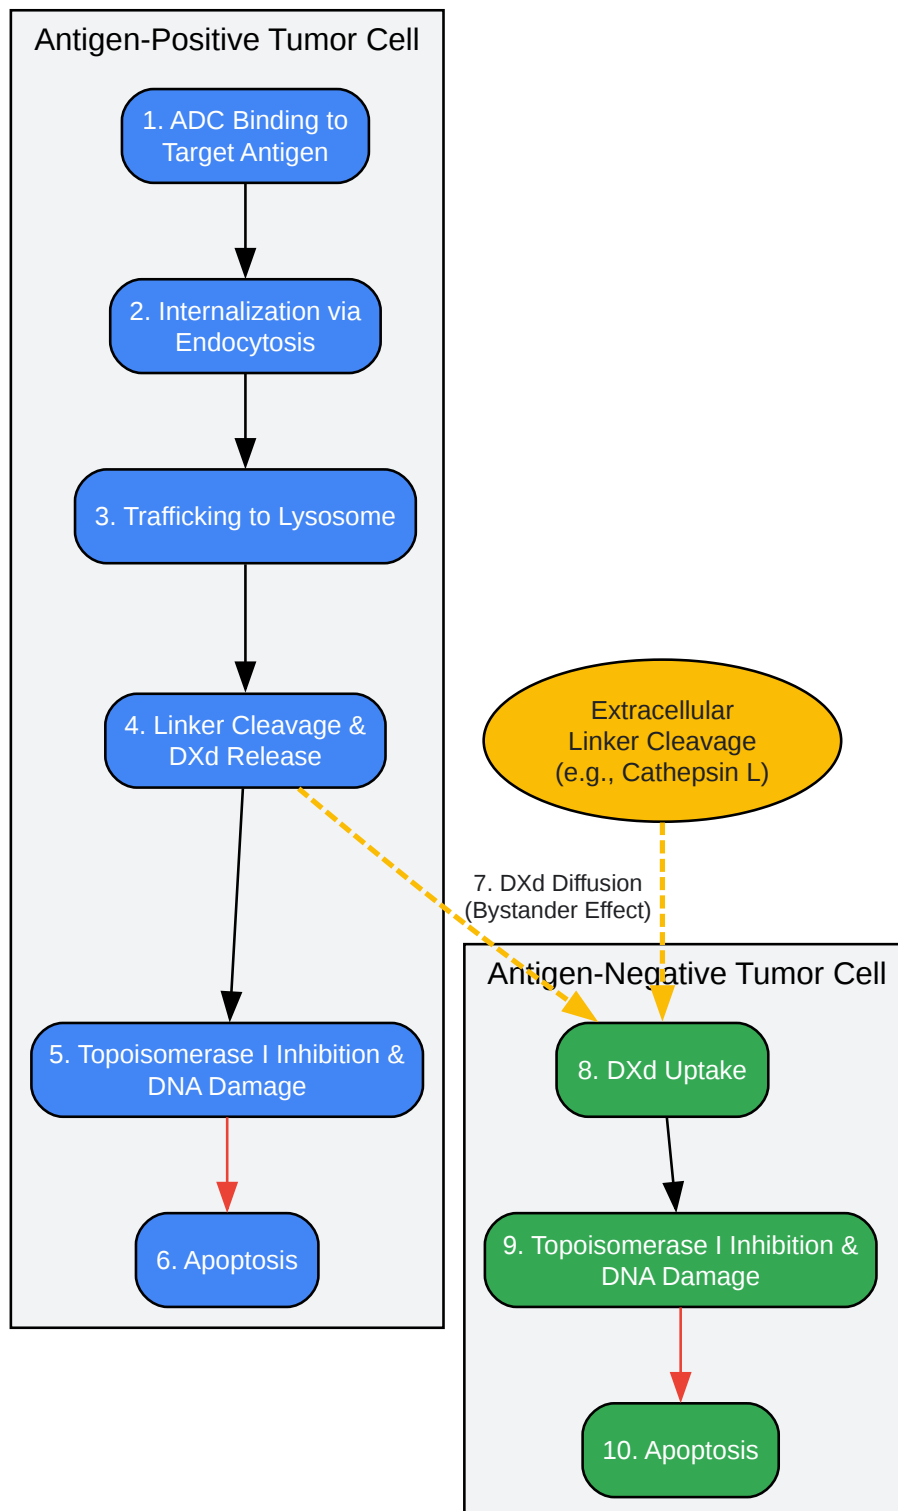 Antigen-Positive Tumor Cell
1. ADC Binding to
Target Antigen
2. Internalization via
Endocytosis
3. Trafficking to Lysosome
4. Linker Cleavage &
DXd Release
5. Topoisomerase I Inhibition &
DNA Damage
6. Apoptosis
Extracellular
Linker Cleavage
(e.g., Cathepsin L)
7. DXd Diffusion
(Bystander Effect)
Antigen-Negative Tumor Cell
8. DXd Uptake
9. Topoisomerase I Inhibition &
DNA Damage
10. Apoptosis